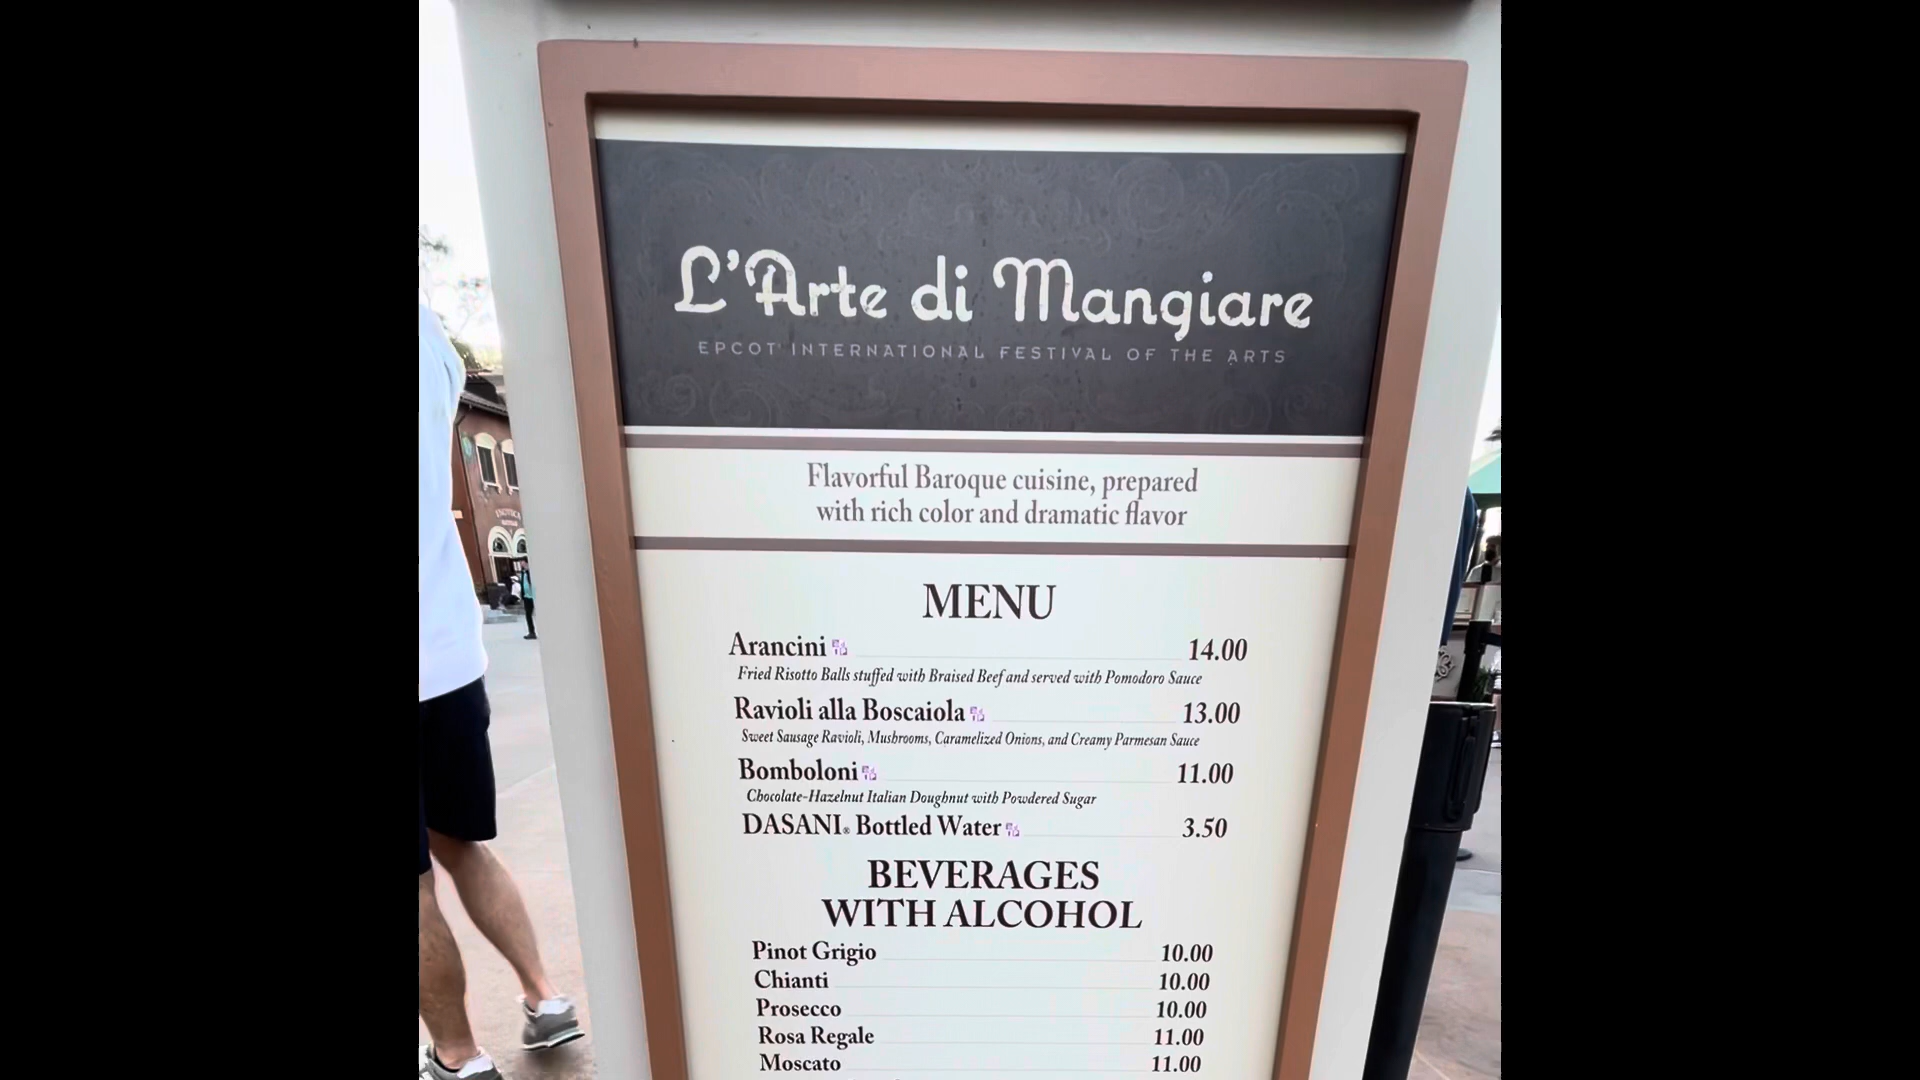 L'Arte di Mangiare
EPCOT INTERNATIONAL FESTIVAL OF THE ARTS
Flavorful Baroque cuisine, prepared
with rich color and dramatic flavor
MENU
Arancini 14.00
Fried Risotto Balls stuffed with Braised Beef and served with Pomodoro Sauce
Ravioli alla Boscaiola 13.00
Sweet Sausage Ravioli, Mushrooms, Caramelized Onions, and Creamy Parmesan Sauce
Bomboloni 11.00
Chocolate-Hazelnut Italian Doughnut with Powdered Sugar
DASANI® Bottled Water 3.50
BEVERAGES
WITH ALCOHOL
Pinot Grigio 10.00
Chianti 10.00
Prosecco 10.00
Rosa Regale 11.00
Moscato 11.00